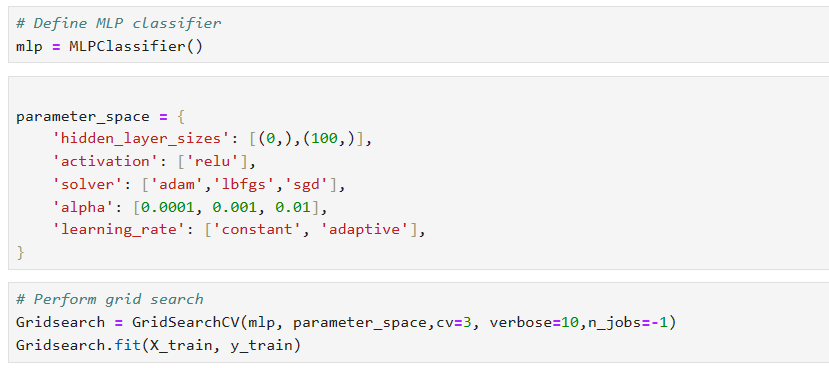 # Define MLP classifier
mlp = MLPClassifier()
parameter_space = {
    'hidden_layer_sizes': [(0,),(100,)],
    'activation': ['relu'],
    'solver': ['adam','lbfgs','sgd'],
    'alpha': [0.0001, 0.001, 0.01],
    'learning_rate': ['constant', 'adaptive'],
}
# Perform grid search
Gridsearch = GridSearchCV(mlp, parameter_space,cv=3, verbose=10,n_jobs=-1)
Gridsearch.fit(X_train, y_train)